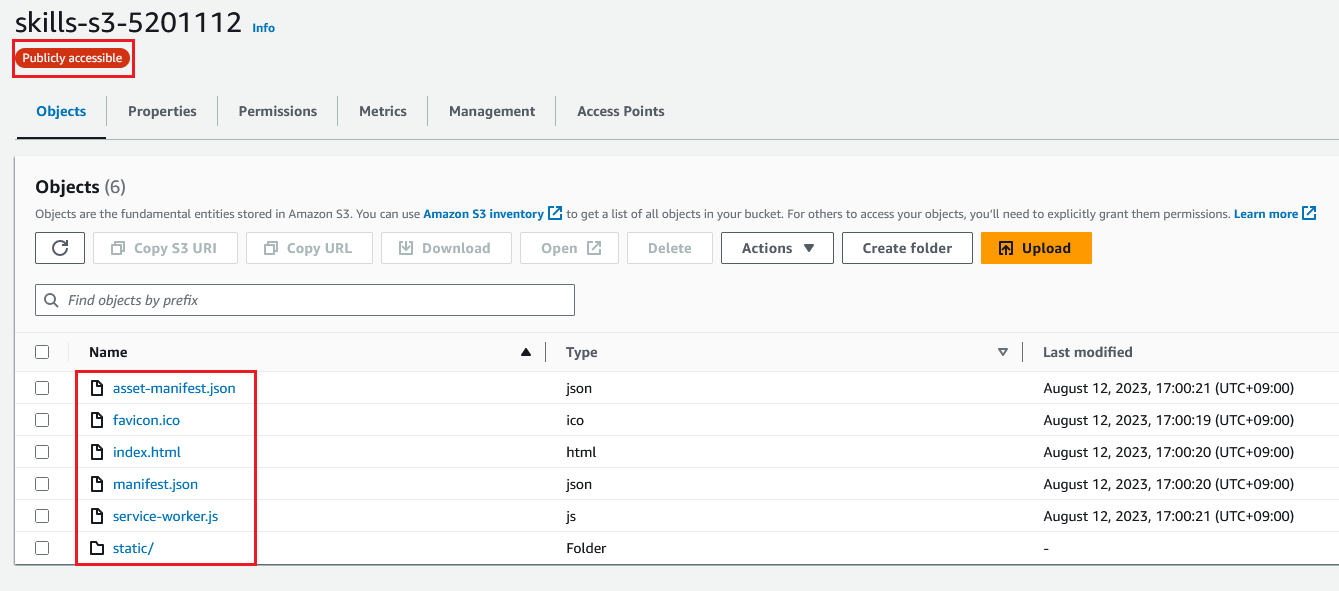 skills-s3-5201112 Info
Publicly accessible
Objects Properties Permissions Metrics Management Access Points
Objects (6)
Objects are the fundamental entities stored in Amazon S3. You can use Amazon S3 inventory to get a list of all objects in your bucket. For others to access your objects, you'll need to explicitly grant them permissions. Learn more
Copy S3 URI Copy URL Download Open Delete Actions Create folder Upload
Find objects by prefix
Name Type Last modified
asset-manifest.json json August 12, 2023, 17:00:21 (UTC+09:00)
favicon.ico ico August 12, 2023, 17:00:19 (UTC+09:00)
index.html html August 12, 2023, 17:00:20 (UTC+09:00)
manifest.json json August 12, 2023, 17:00:20 (UTC+09:00)
service-worker.js js August 12, 2023, 17:00:21 (UTC+09:00)
static/ Folder -